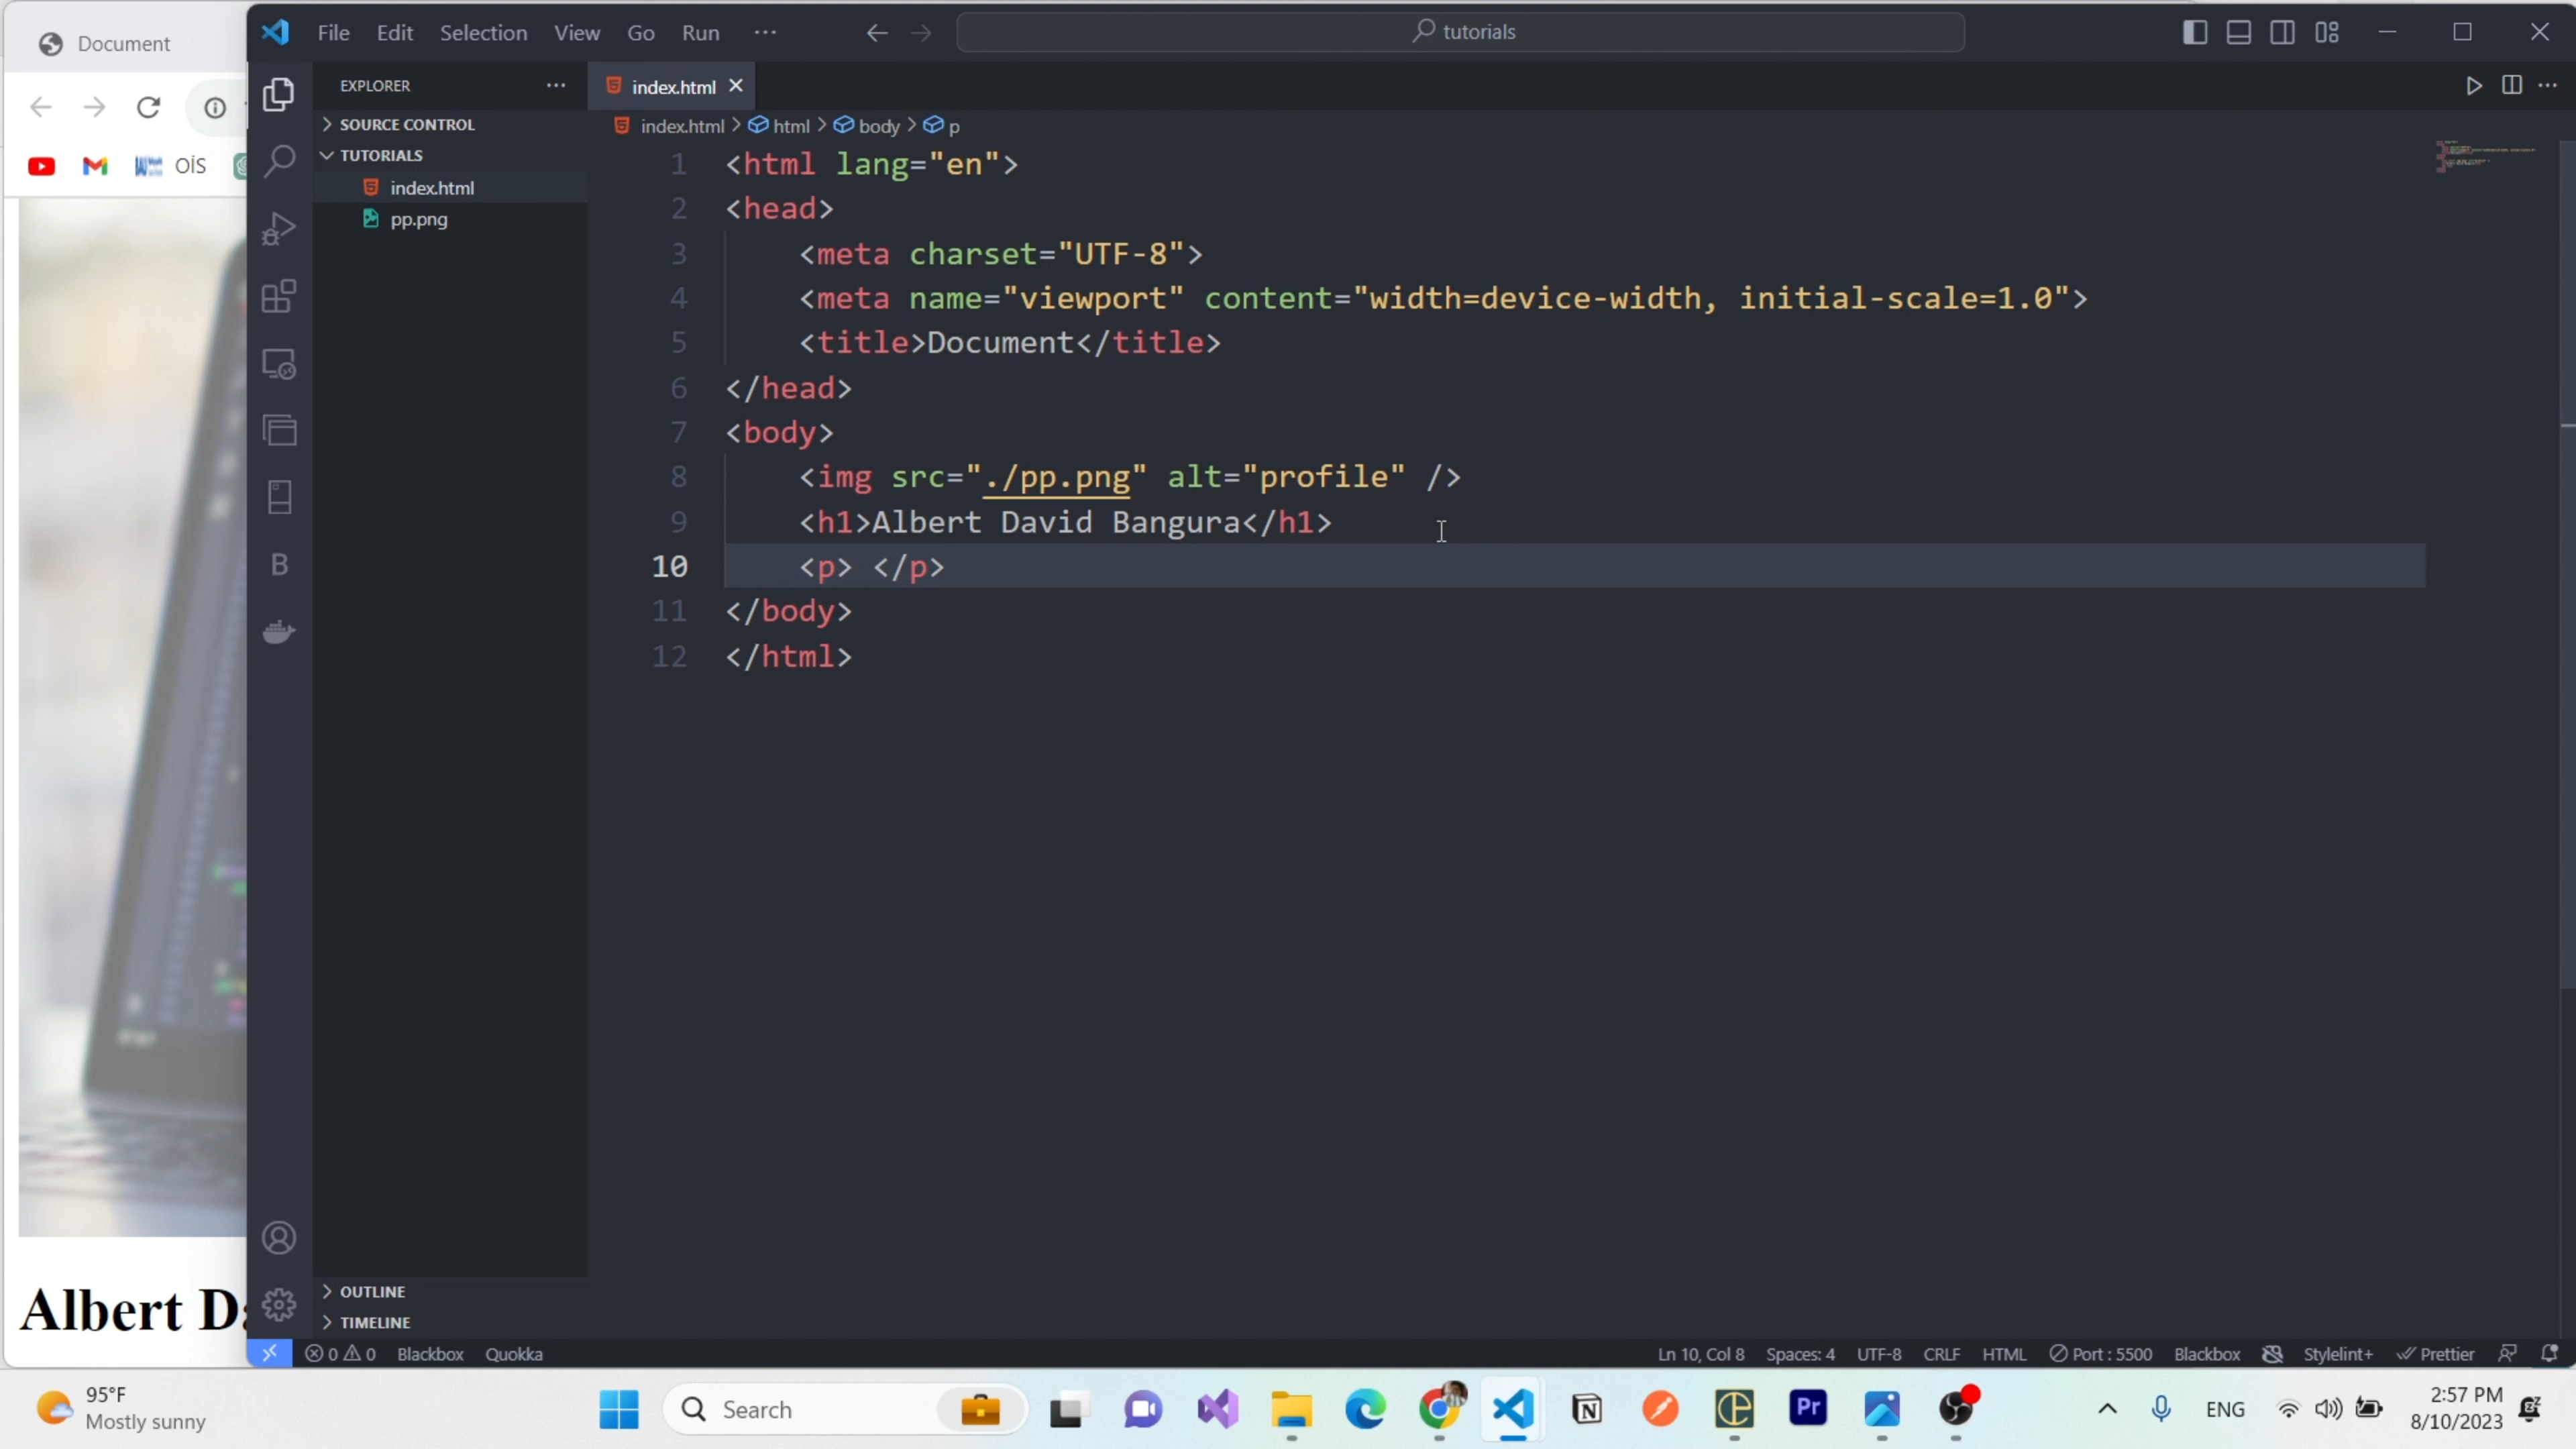 Document
OİS
Albert Da
File Edit Selection View Go Run
tutorials
EXPLORER
SOURCE CONTROL
TUTORIALS
index.html
pp.png
OUTLINE
TIMELINE
index.html
index.html > html > body > p
1 <html lang="en">
2 <head>
3 <meta charset="UTF-8">
4 <meta name="viewport" content="width=device-width, initial-scale=1.0">
5 <title>Document</title>
6 </head>
7 <body>
8 <img src="./pp.png" alt="profile" />
9 <h1>Albert David Bangura</h1>
10 <p> </p>
11 </body>
12 </html>
0 0 Blackbox Quokka
Ln 10, Col 8 Spaces: 4 UTF-8 CRLF HTML Port : 5500 Blackbox Stylelint+ Prettier
95°F
Mostly sunny
Search
ENG
2:57 PM
8/10/2023